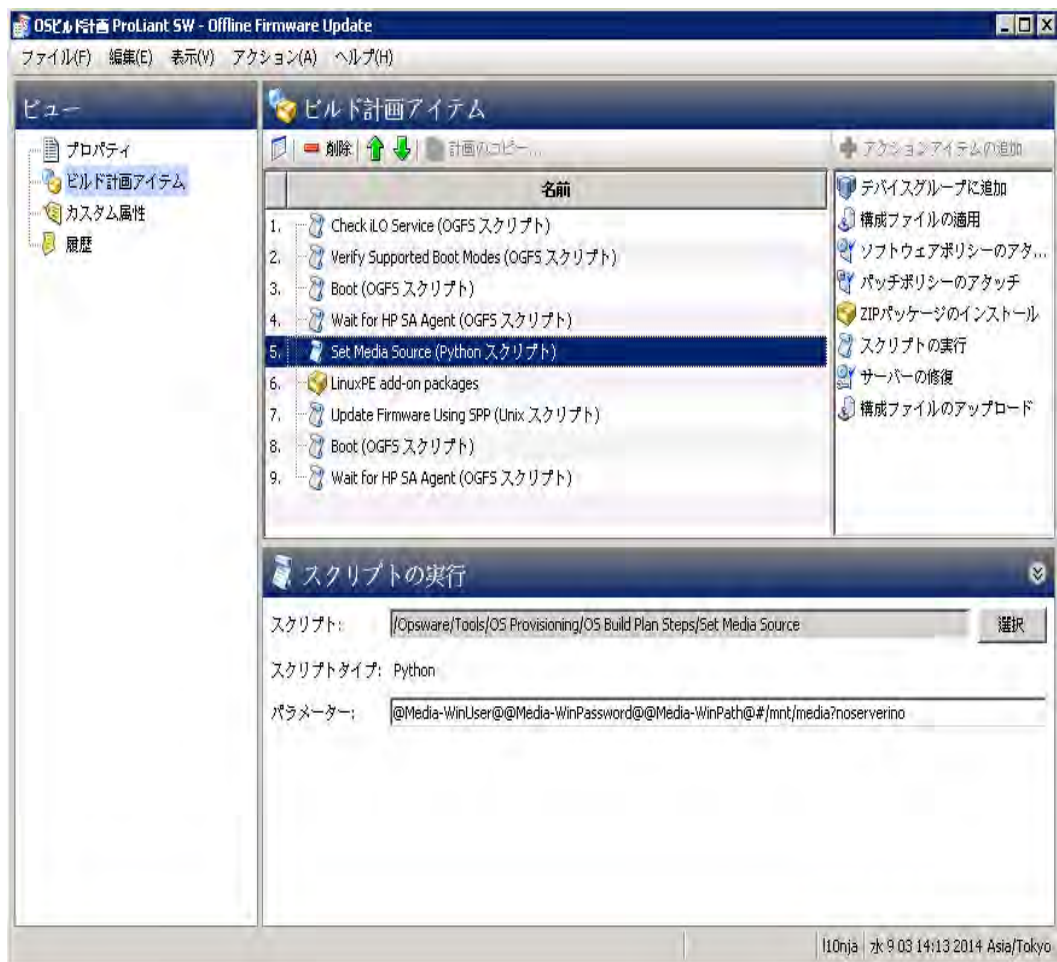 OSビルド計画 ProLiant SW - Offline Firmware Update
ファイル(F) 編集(E) 表示(V) アクション(A) ヘルプ(H)
ビュー
プロパティ
ビルド計画アイテム
カスタム属性
履歴
ビルド計画アイテム
削除 計画のコピー... アクションアイテムの追加
名前
1. Check iLO Service (OGFS スクリプト)
2. Verify Supported Boot Modes (OGFS スクリプト)
3. Boot (OGFS スクリプト)
4. Wait for HP SA Agent (OGFS スクリプト)
5. Set Media Source (Python スクリプト)
6. LinuxPE add-on packages
7. Update Firmware Using SPP (Unix スクリプト)
8. Boot (OGFS スクリプト)
9. Wait for HP SA Agent (OGFS スクリプト)
デバイスグループに追加
構成ファイルの適用
ソフトウェアポリシーのアタ...
パッチポリシーのアタッチ
ZIPパッケージのインストール
スクリプトの実行
サーバーの修復
構成ファイルのアップロード
スクリプトの実行
スクリプト: /Opsware/Tools/OS Provisioning/OS Build Plan Steps/Set Media Source 選択
スクリプトタイプ: Python
パラメーター: @Media-WinUser@@Media-WinPassword@@Media-WinPath@#/mnt/media?noserverino
l10nja 水 9 03 14:13 2014 Asia/Tokyo